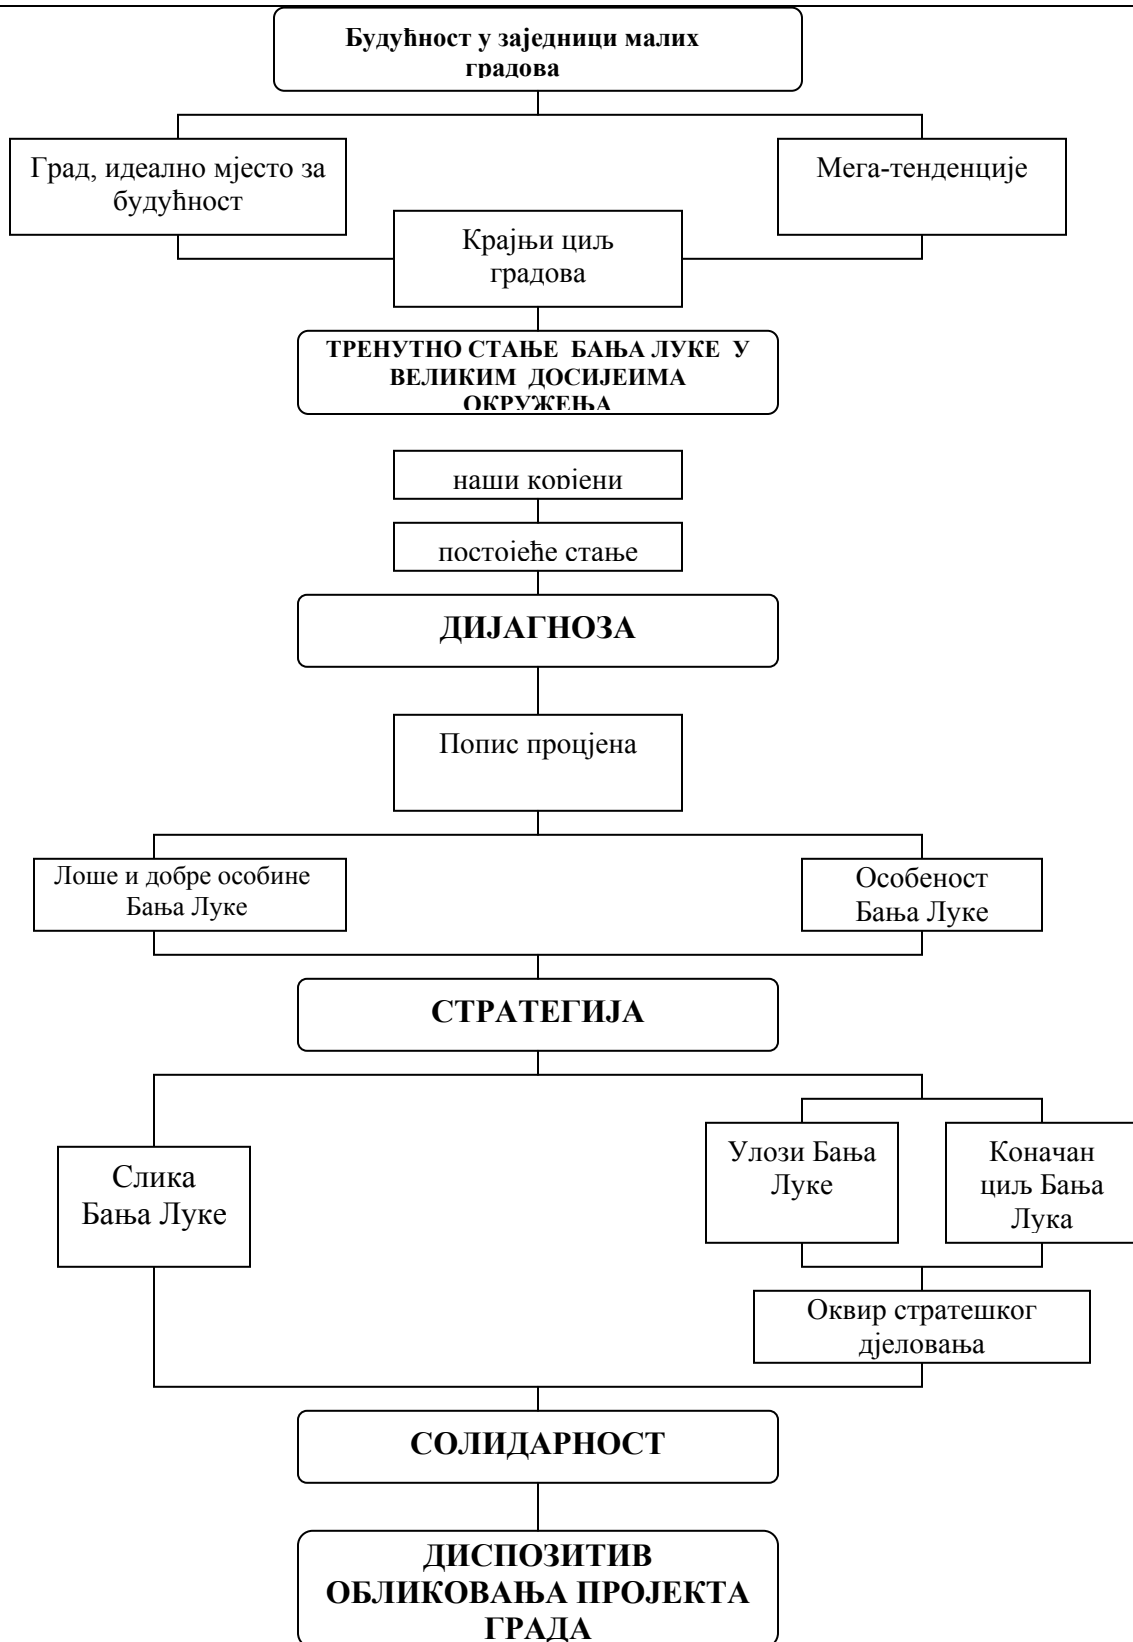 Будућност у заједници малих
градова
Град, идеално мјесто за
будућност
Мега-тенденције
Крајњи циљ
градова
ТРЕНУТНО СТАЊЕ БАЊА ЛУКЕ У
ВЕЛИКИМ ДОСИЈЕИМА
ОКРУЖЕЊА
наши корјени
постојеће стање
ДИЈАГНОЗА
Попис процјена
Лоше и добре особине
Бања Луке
Особеност
Бања Луке
СТРАТЕГИЈА
Слика
Бања Луке
Улози Бања
Луке
Коначан
циљ Бања
Лука
Оквир стратешког
дјеловања
СОЛИДАРНОСТ
ДИСПОЗИТИВ
ОБЛИКОВАЊА ПРОЈЕКТА
ГРАДА